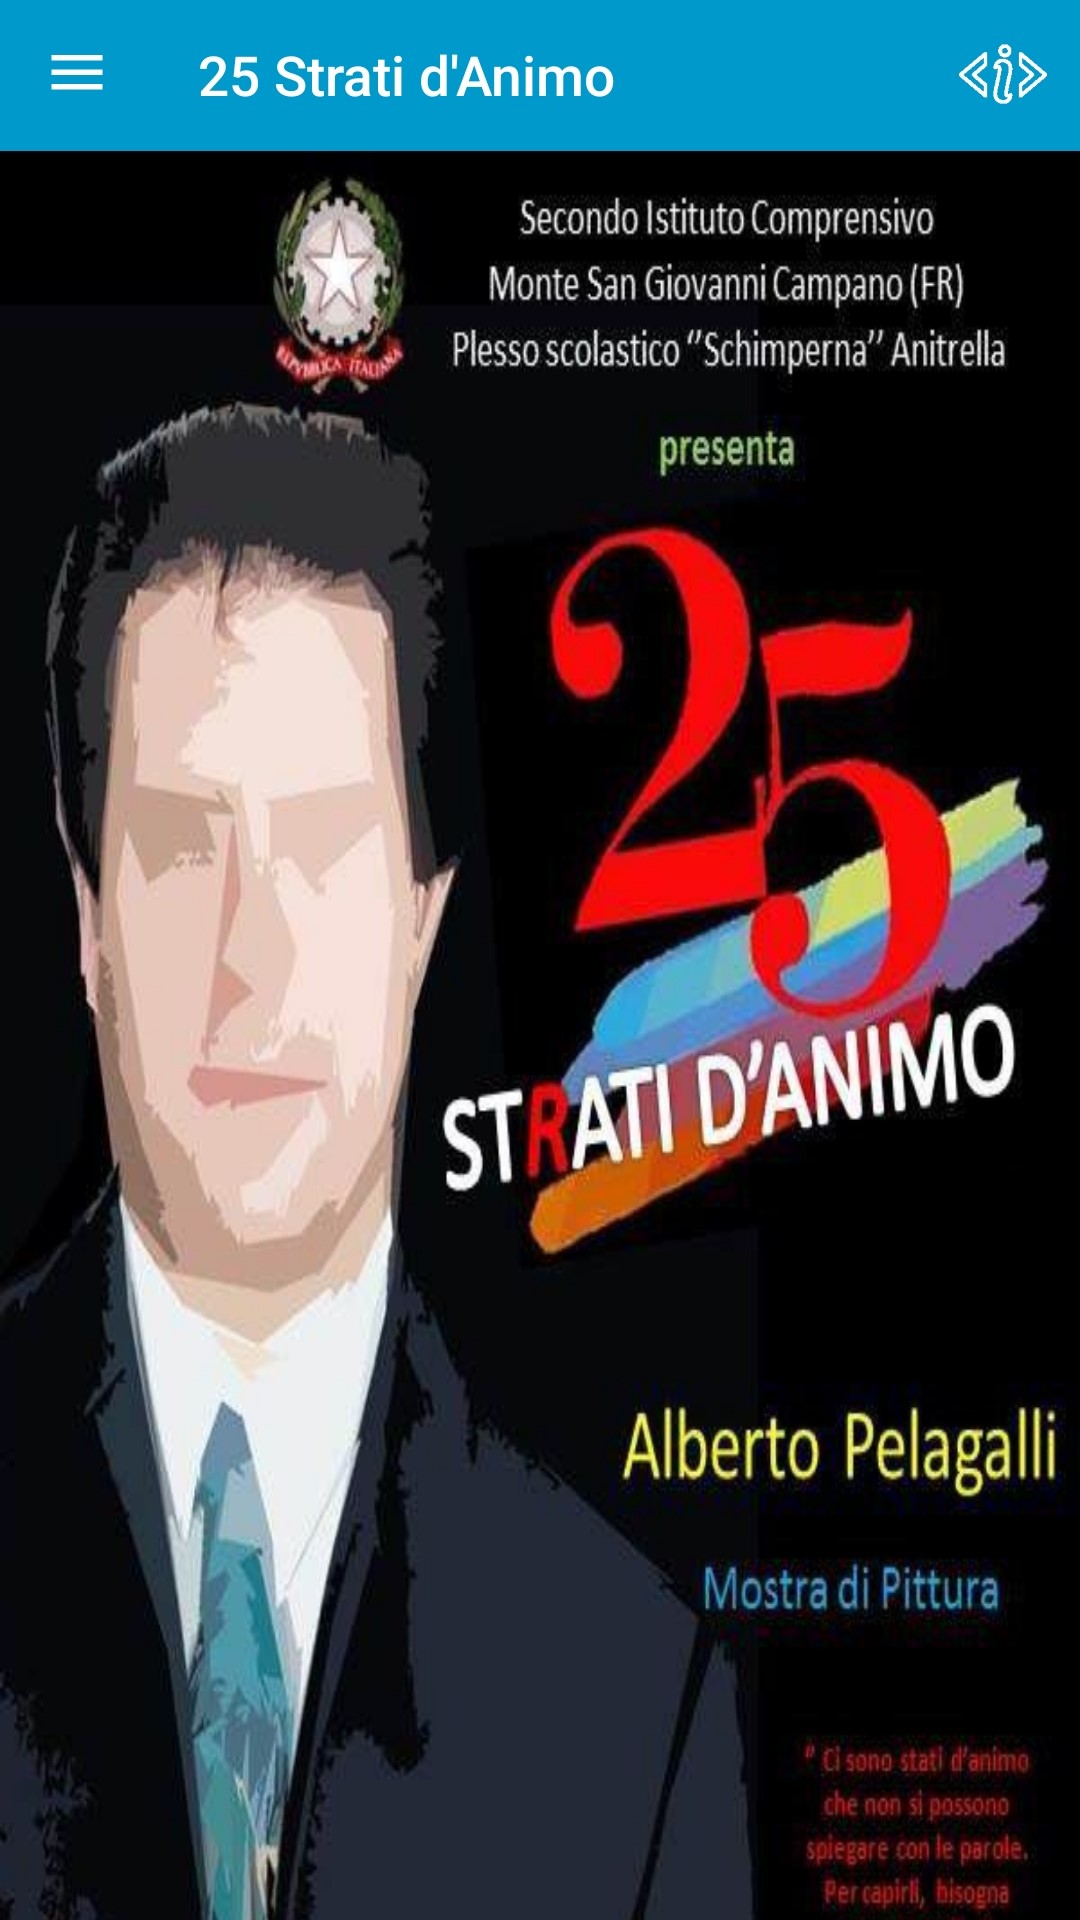 25 Strati d'Animo
REPVBBLICA ITALIANA
Secondo Istituto Comprensivo
Monte San Giovanni Campano (FR)
Plesso scolastico ‘‘Schimperna’’ Anitrella
presenta
25
STRATI D’ANIMO
Alberto Pelagalli
Mostra di Pittura
” Ci sono stati d’animo
che non si possono
spiegare con le parole.
Per capirli, bisogna